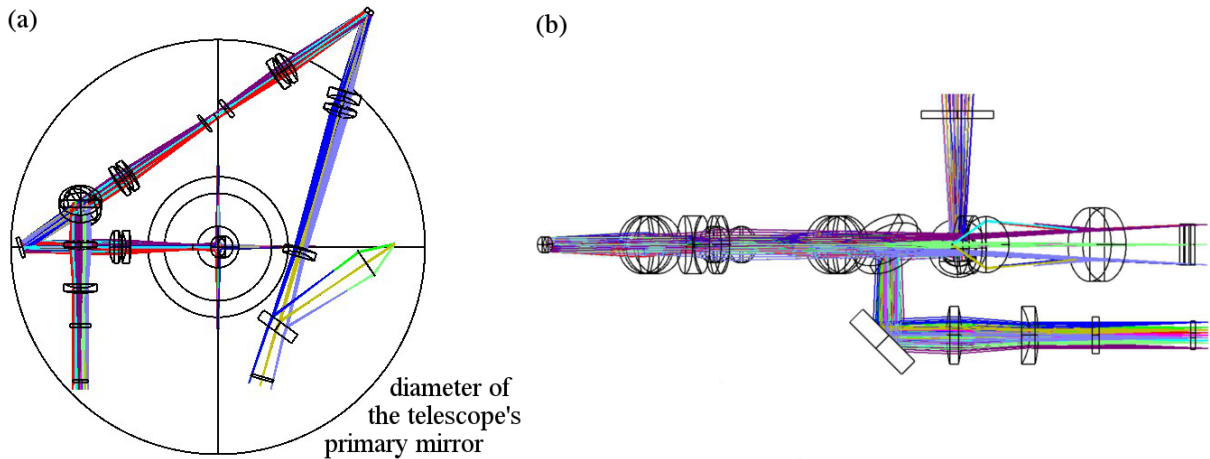 (a)
(b)
diameter of
the telescope's
primary mirror